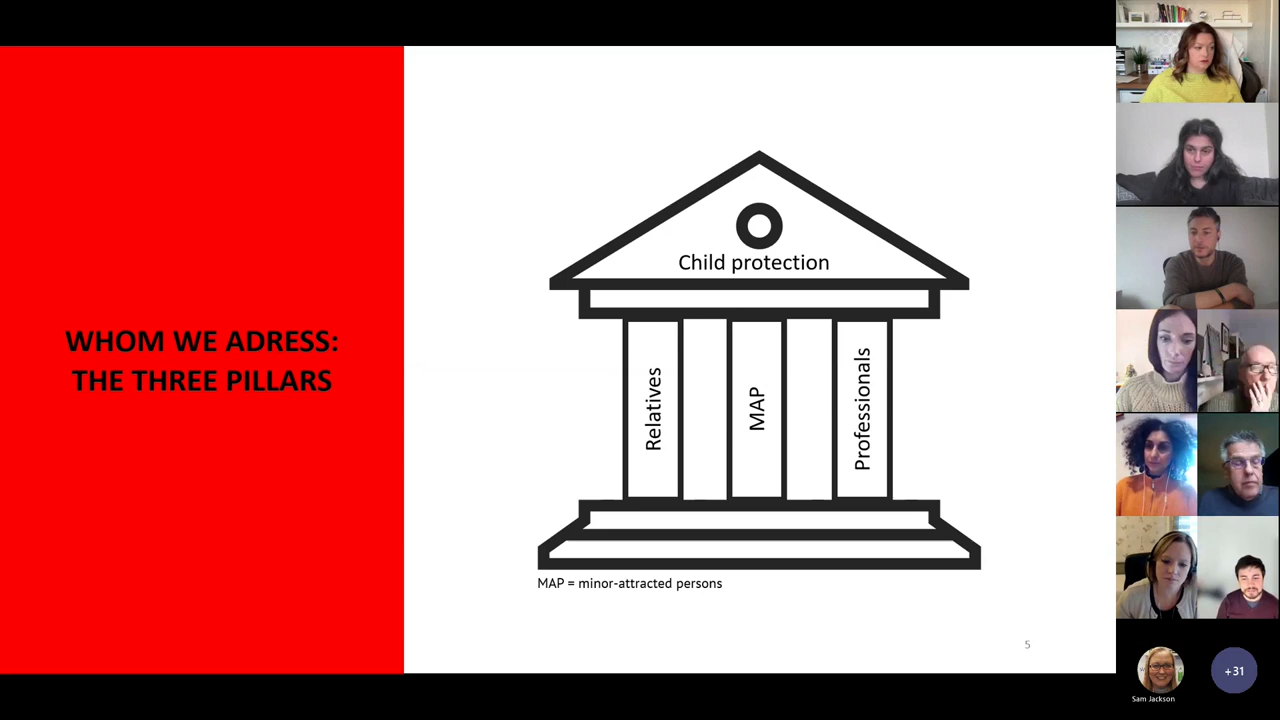 WHOM WE ADRESS:
THE THREE PILLARS
Child protection
Relatives
MAP
Professionals
MAP = minor-attracted persons
5
Sam Jackson
+31